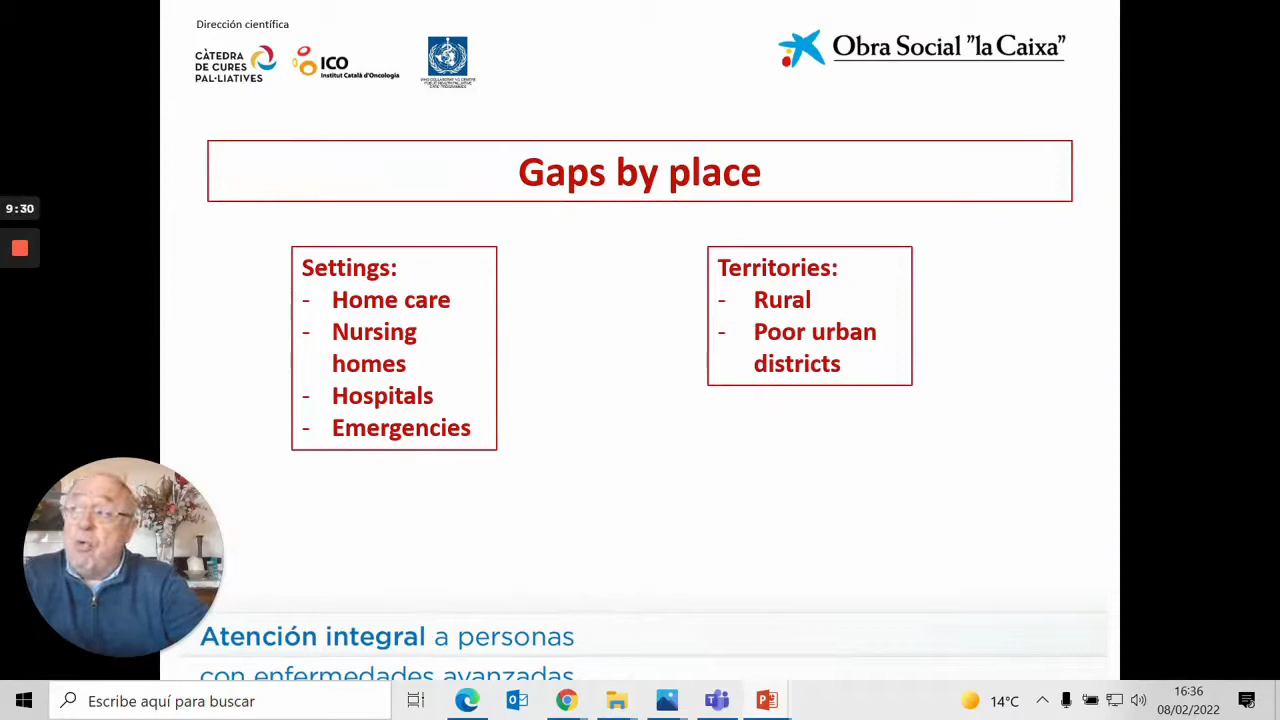 Dirección científica
CÀTEDRA
DE CURES
PAL·LIATIVES
ICO
Institut Català d'Oncologia
Obra Social "la Caixa"
Gaps by place
9:30
Settings:
- Home care
- Nursing
homes
- Hospitals
- Emergencies
Territories:
- Rural
- Poor urban
districts
Atención integral a personas
con enfermedades avanzadas
Escribe aquí para buscar
14°C
16:36
08/02/2022